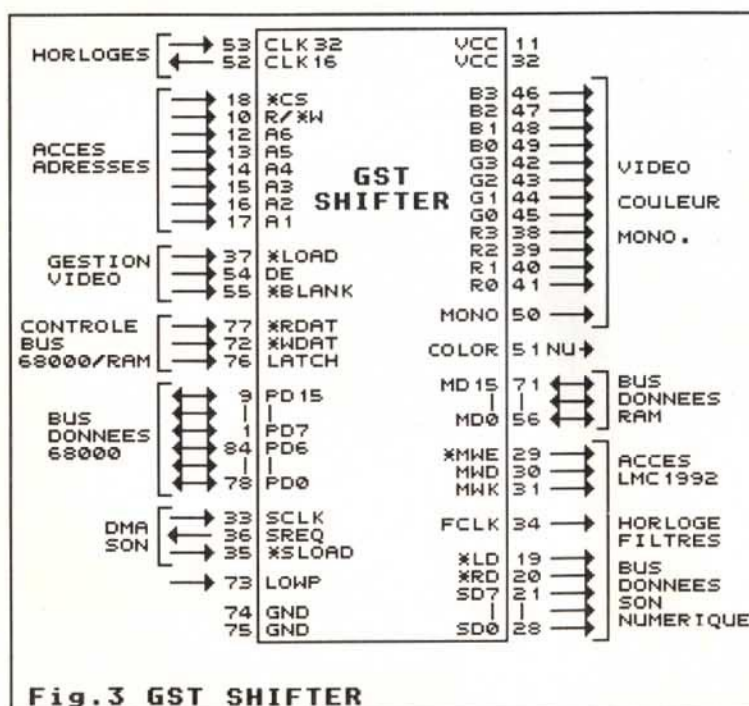 HORLOGES
53 CLK32
52 CLK16
ACCES
ADRESSES
18 *CS
10 R/*W
12 A6
13 A5
14 A4
15 A3
16 A2
17 A1
GESTION
VIDEO
37 *LOAD
54 DE
55 *BLANK
CONTROLE
BUS
68000/RAM
77 *RDAT
72 *WDAT
76 LATCH
BUS
DONNEES
68000
9 PD15
1 PD7
84 PD6
78 PD0
DMA
SON
33 SCLK
36 SREQ
35 *SLOAD
73 LOWP
74 GND
75 GND
GST
SHIFTER
VCC 11
VCC 32
B3 46
B2 47
B1 48
B0 49
G3 42
G2 43
G1 44
G0 45
R3 38
R2 39
R1 40
R0 41
MONO 50
VIDEO
COULEUR
MONO.
COLOR 51 NU
MD15 71
MD0 56
BUS
DONNEES
RAM
*MWE 29
MWD 30
MWK 31
ACCES
LMC1992
FCLK 34
HORLOGE
FILTRES
*LD 19
*RD 20
SD7 21
SD0 28
BUS
DONNEES
SON
NUMERIQUE
Fig.3 GST SHIFTER